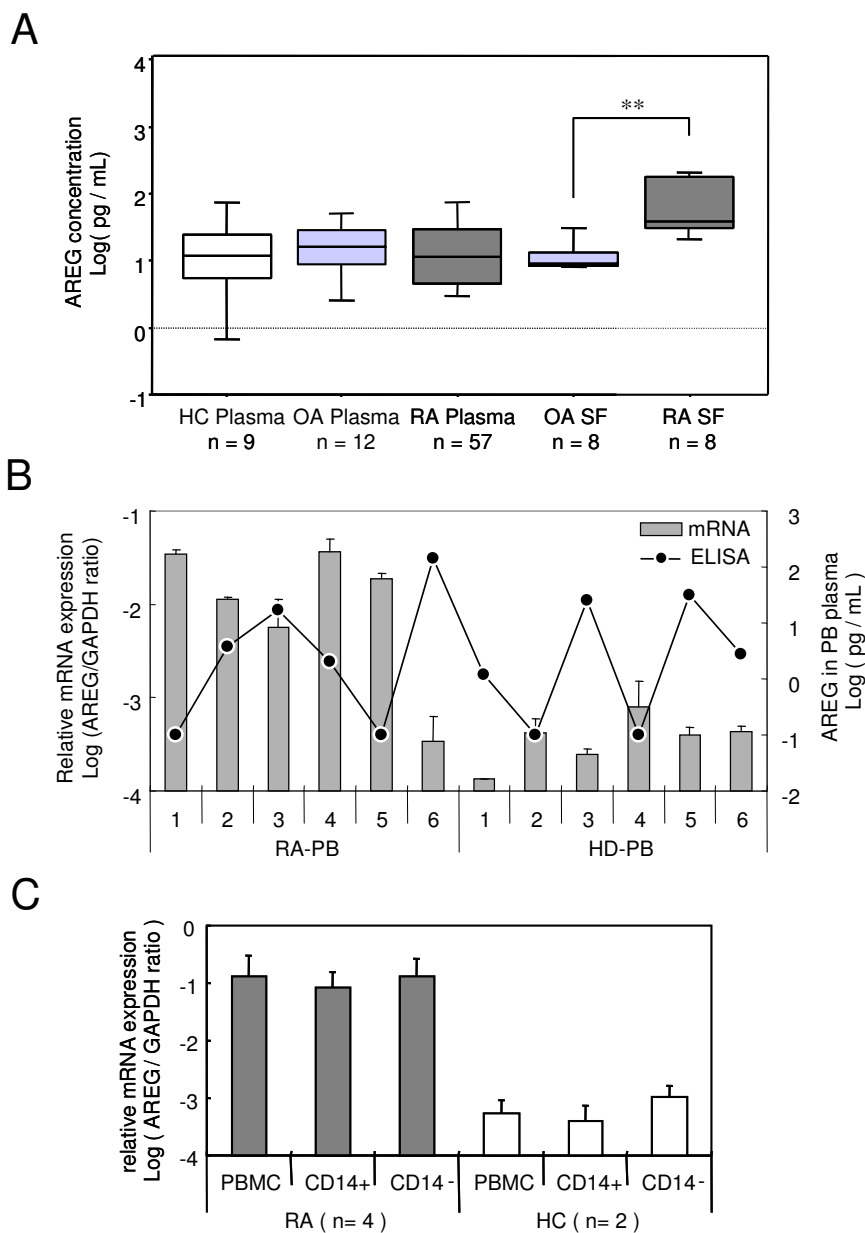 A
AREG concentration
Log( pg / mL)
4
3
2
1
0
-1
**
HC Plasma OA Plasma RA Plasma OA SF RA SF
n = 9 n = 12 n = 57 n = 8 n = 8
B
Relative mRNA expression
Log (AREG/GAPDH ratio)
-1
-2
-3
-4
mRNA
ELISA
3
2
1
0
-1
-2
AREG in PB plasma
Log ( pg / mL)
1 2 3 4 5 6 1 2 3 4 5 6
RA-PB HD-PB
C
relative mRNA expression
Log ( AREG/ GAPDH ratio )
0
-1
-2
-3
-4
PBMC CD14+ CD14- PBMC CD14+ CD14-
RA ( n= 4 ) HC ( n= 2 )